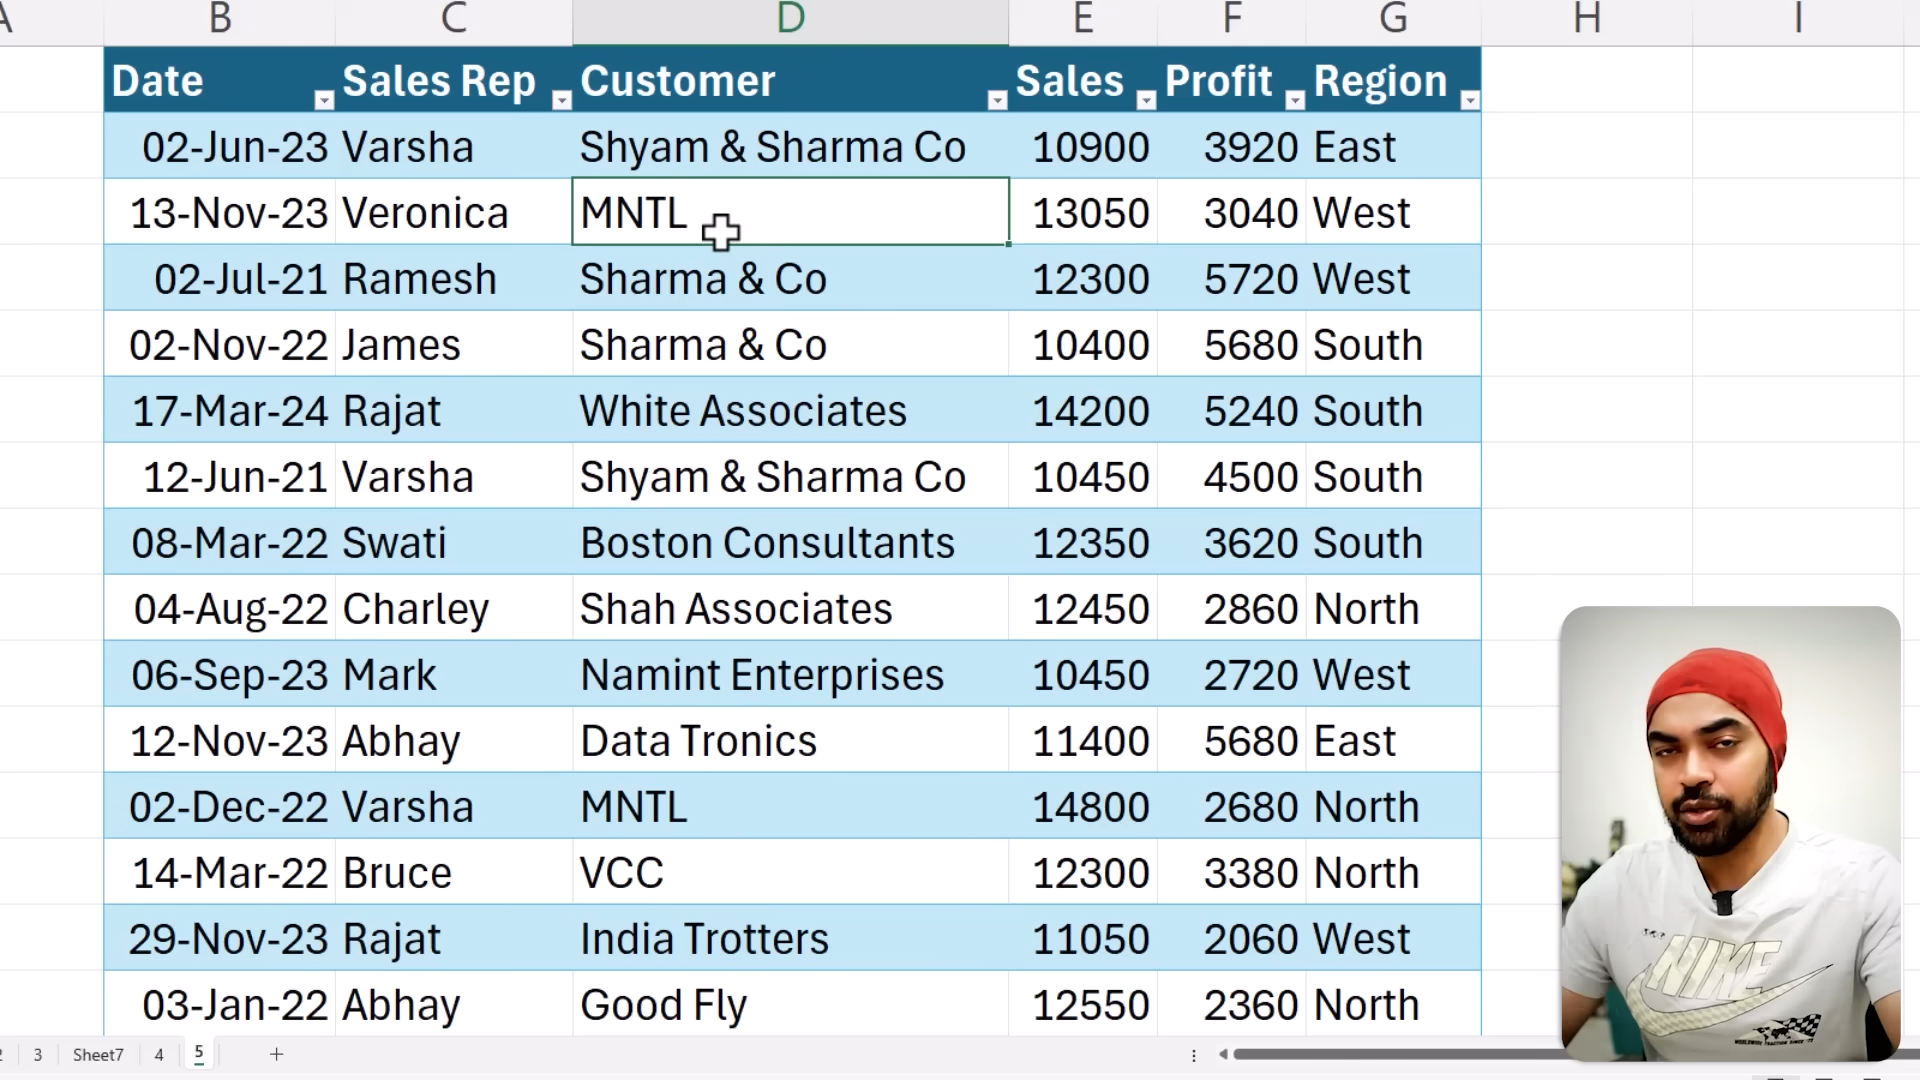 A B C D E F G H I
Date Sales Rep Customer Sales Profit Region
02-Jun-23 Varsha Shyam & Sharma Co 10900 3920 East
13-Nov-23 Veronica MNTL 13050 3040 West
02-Jul-21 Ramesh Sharma & Co 12300 5720 West
02-Nov-22 James Sharma & Co 10400 5680 South
17-Mar-24 Rajat White Associates 14200 5240 South
12-Jun-21 Varsha Shyam & Sharma Co 10450 4500 South
08-Mar-22 Swati Boston Consultants 12350 3620 South
04-Aug-22 Charley Shah Associates 12450 2860 North
06-Sep-23 Mark Namint Enterprises 10450 2720 West
12-Nov-23 Abhay Data Tronics 11400 5680 East
02-Dec-22 Varsha MNTL 14800 2680 North
14-Mar-22 Bruce VCC 12300 3380 North
29-Nov-23 Rajat India Trotters 11050 2060 West
03-Jan-22 Abhay Good Fly 12550 2360 North
NIKE
2 3 Sheet7 4 5 +